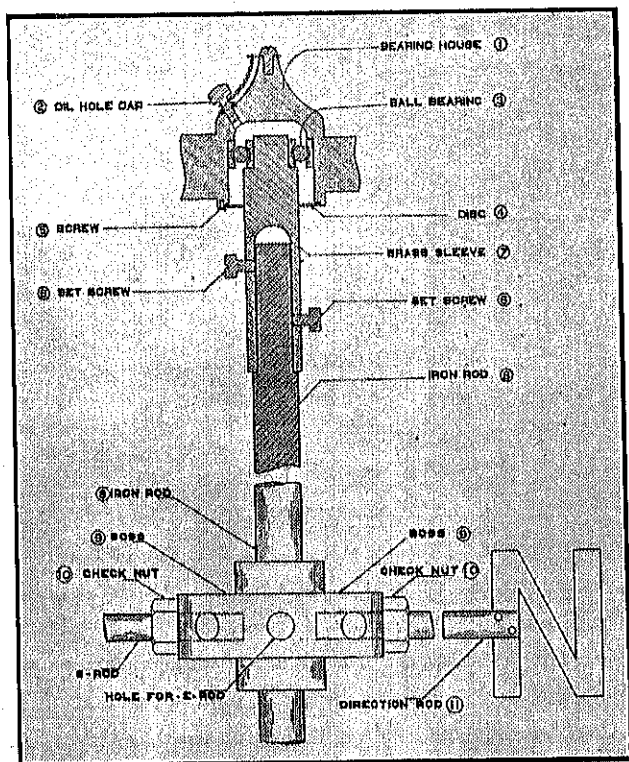 BEARING HOUSE ①
② OIL HOLE CAP
BALL BEARING ③
⑤ SCREW
DISC ④
BRASS SLEEVE ⑦
⑥ SET SCREW
SET SCREW ⑥
IRON ROD ⑧
⑧ IRON ROD
⑨ BOSS
BOSS ⑨
⑩ CHECK NUT
CHECK NUT ⑩
S-ROD
HOLE FOR-E-ROD
DIRECTION ROD ⑪
N